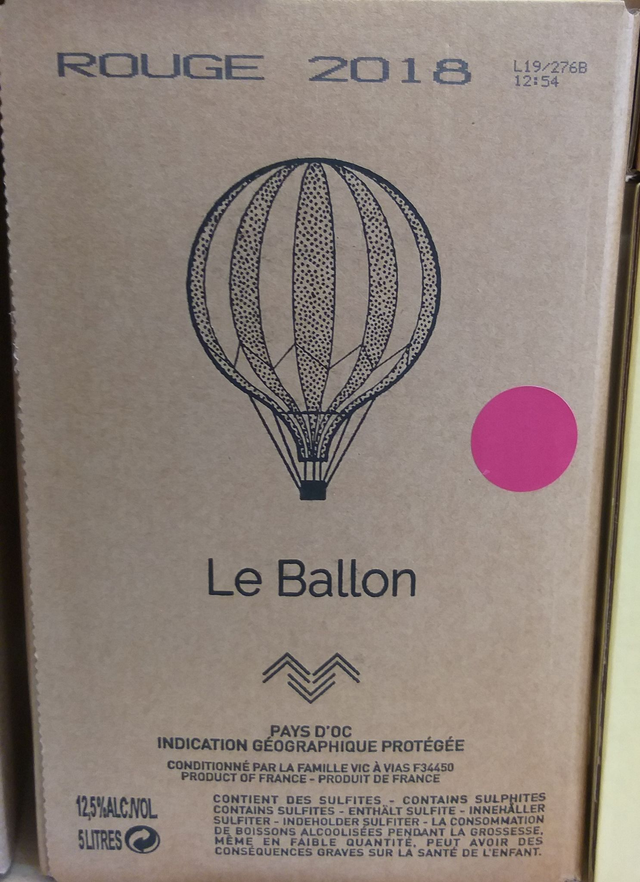 ROUGE 2018
L19/276B
12:54
Le Ballon
PAYS D'OC
INDICATION GÉOGRAPHIQUE PROTÉGÉE
CONDITIONNÉ PAR LA FAMILLE VIC À VIAS F34450
PRODUCT OF FRANCE - PRODUIT DE FRANCE
12,5%ALC./VOL.
5 LITRES
CONTIENT DES SULFITES - CONTAINS SULPHITES
CONTAINS SULFITES - ENTHÄLT SULFITE - INNEHÅLLER
SULFITER - INDEHOLDER SULFITER - LA CONSOMMATION
DE BOISSONS ALCOOLISÉES PENDANT LA GROSSESSE,
MÊME EN FAIBLE QUANTITÉ, PEUT AVOIR DES
CONSÉQUENCES GRAVES SUR LA SANTÉ DE L'ENFANT.